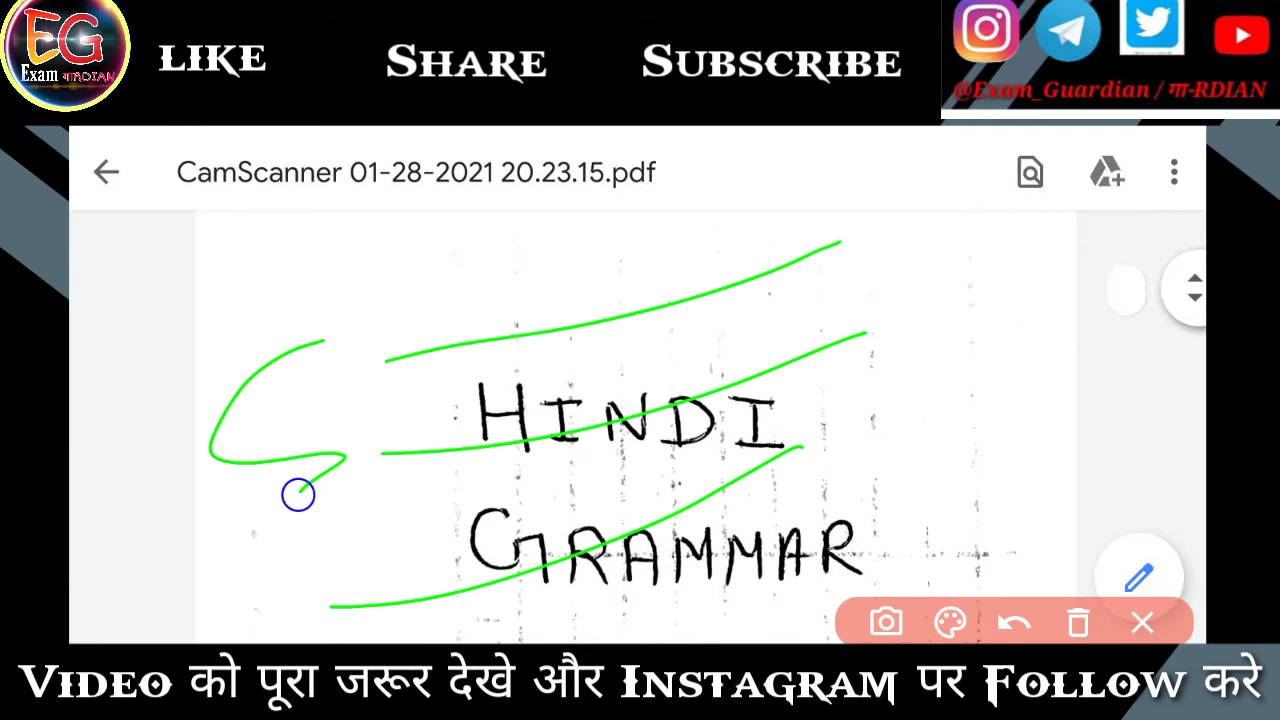 EG
Exam गाRDIAN
LIKE SHARE SUBSCRIBE
@Exam_Guardian / गा-RDIAN
CamScanner 01-28-2021 20.23.15.pdf
HINDI
GRAMMAR
VIDEO को पूरा जरूर देखे और INSTAGRAM पर FOLLOW करे